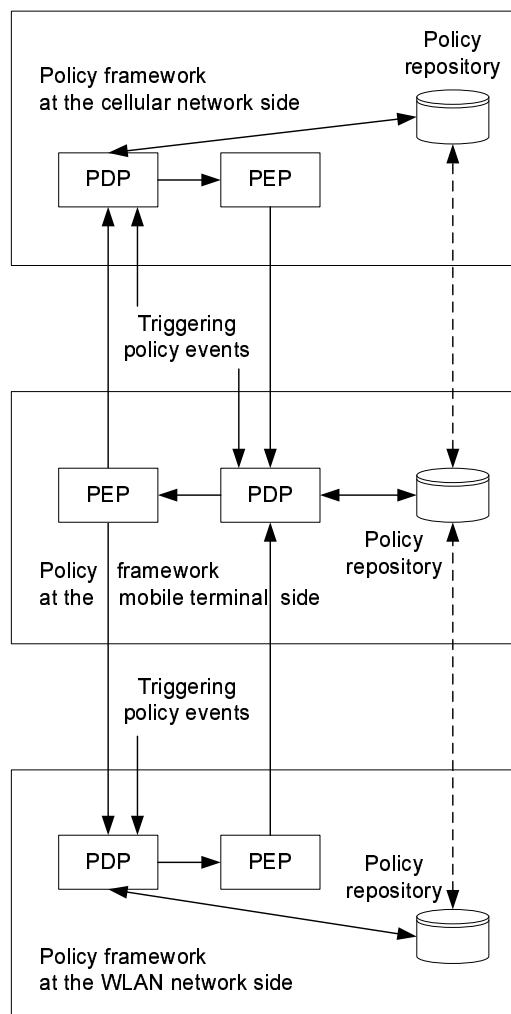 Policy
repository
Policy framework
at the cellular network side
PDP
PEP
Triggering
policy events
PEP
PDP
Policy
repository
Policy framework
at the mobile terminal side
Triggering
policy events
PDP
PEP
Policy
repository
Policy framework
at the WLAN network side